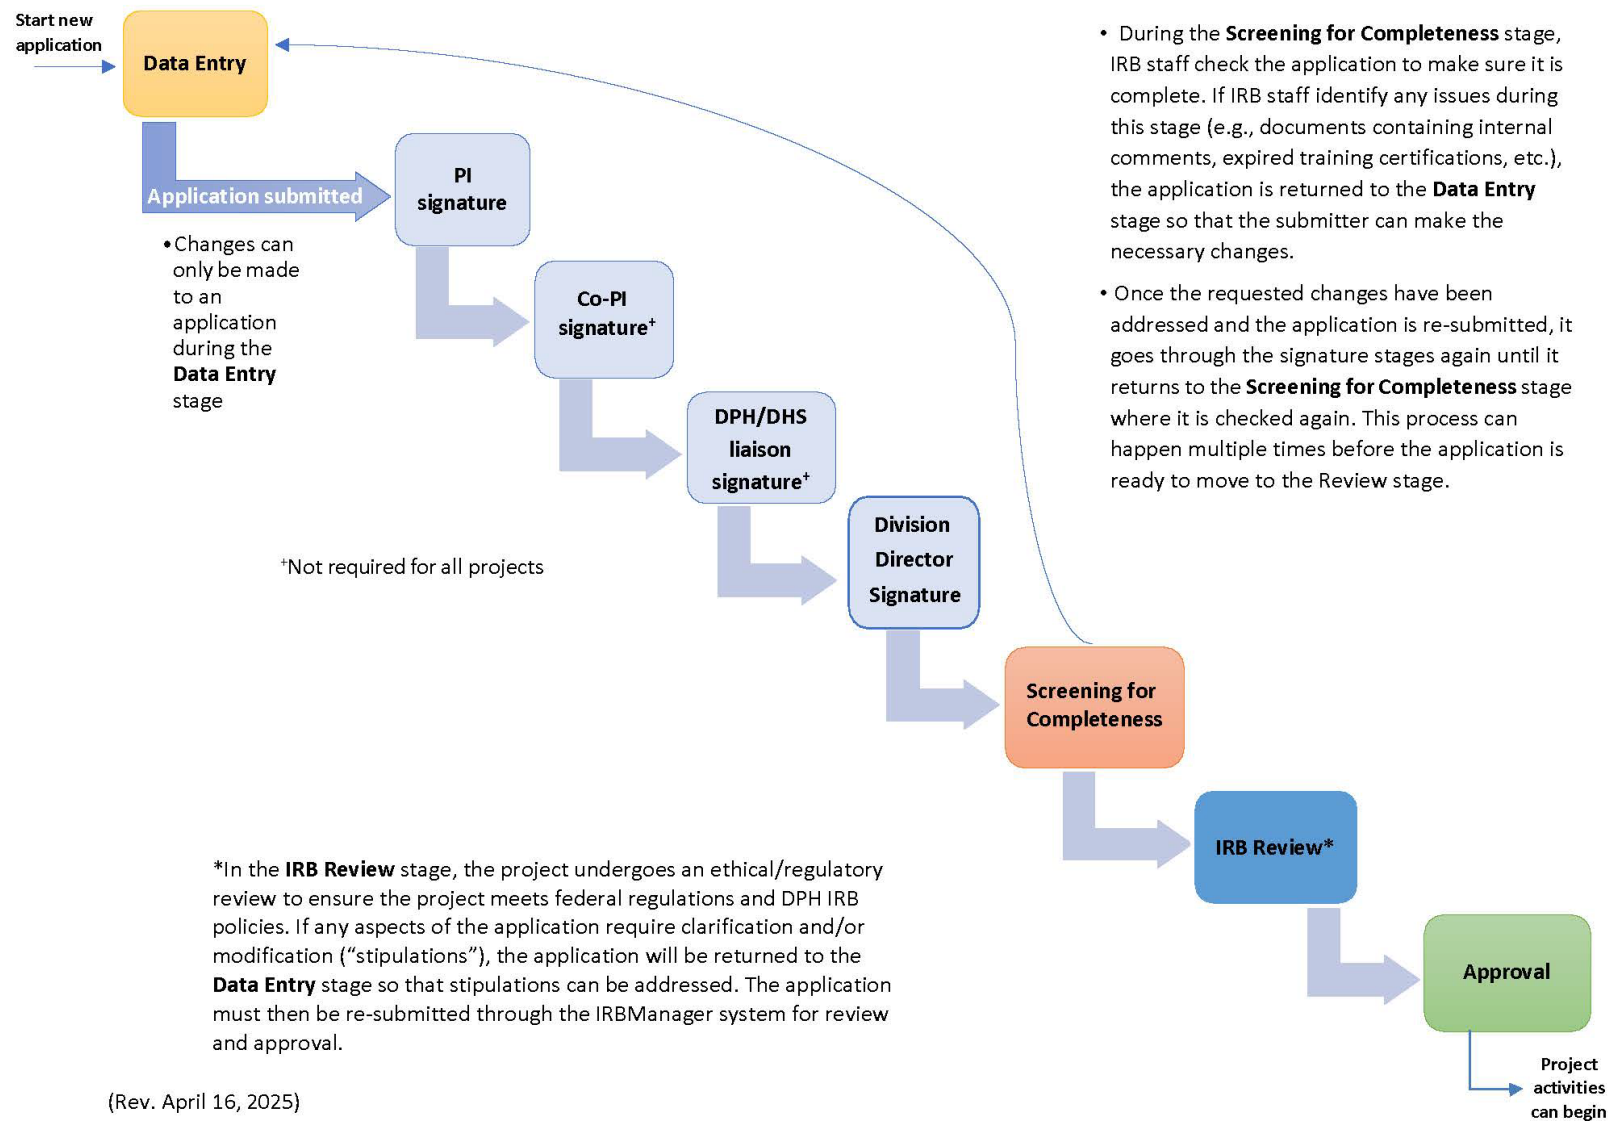 Start new
application
Data Entry
Application submitted
• Changes can
only be made
to an
application
during the
Data Entry
stage
PI
signature
Co-PI
signature⁺
DPH/DHS
liaison
signature⁺
Division
Director
Signature
⁺Not required for all projects
Screening for
Completeness
IRB Review*
Approval
Project
activities
can begin
• During the Screening for Completeness stage,
IRB staff check the application to make sure it is
complete. If IRB staff identify any issues during
this stage (e.g., documents containing internal
comments, expired training certifications, etc.),
the application is returned to the Data Entry
stage so that the submitter can make the
necessary changes.
• Once the requested changes have been
addressed and the application is re-submitted, it
goes through the signature stages again until it
returns to the Screening for Completeness stage
where it is checked again. This process can
happen multiple times before the application is
ready to move to the Review stage.
*In the IRB Review stage, the project undergoes an ethical/regulatory
review to ensure the project meets federal regulations and DPH IRB
policies. If any aspects of the application require clarification and/or
modification (“stipulations”), the application will be returned to the
Data Entry stage so that stipulations can be addressed. The application
must then be re-submitted through the IRBManager system for review
and approval.
(Rev. April 16, 2025)